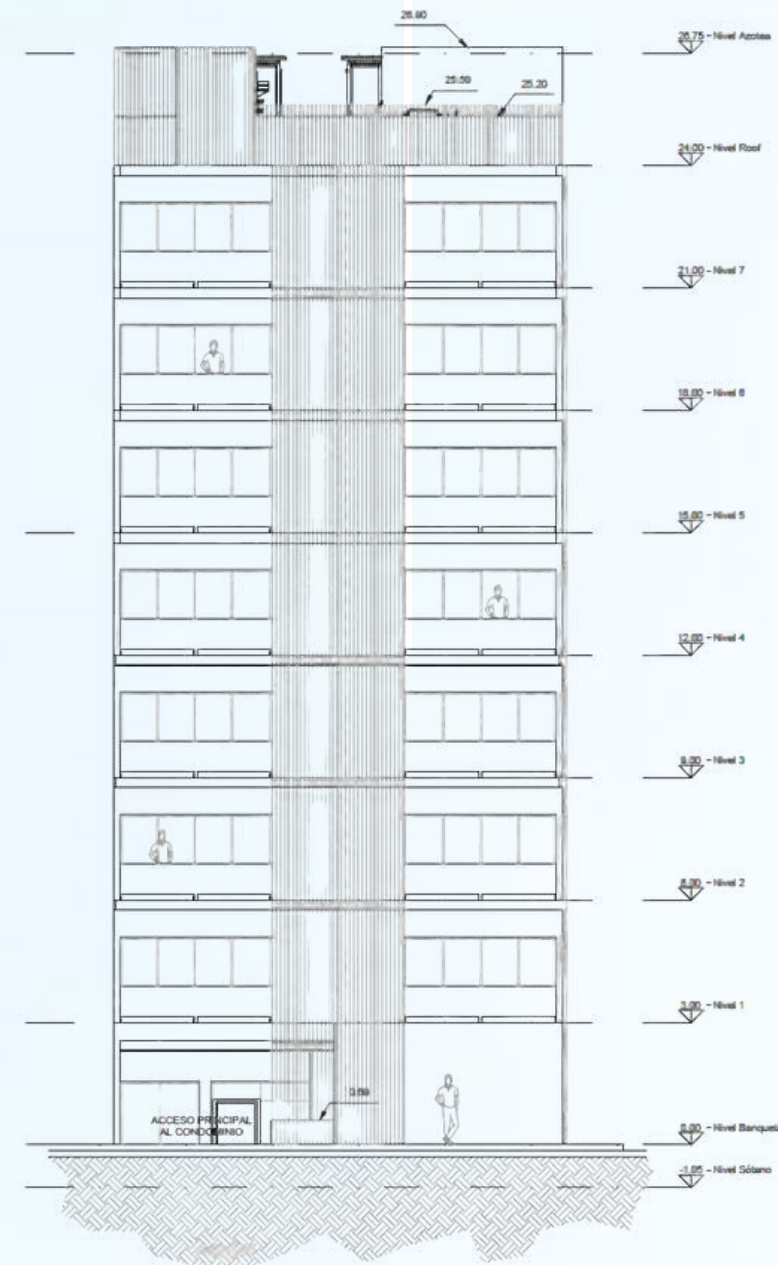 26.90
26.75 - Nivel Azotea
25.20
24.00 - Nivel Roof
21.00 - Nivel 7
18.00 - Nivel 6
15.00 - Nivel 5
12.00 - Nivel 4
9.00 - Nivel 3
6.00 - Nivel 2
3.00 - Nivel 1
0.59
ACCESO PRINCIPAL
AL CONDOMINIO
0.00 - Nivel Banqueta
-1.05 - Nivel Sótano